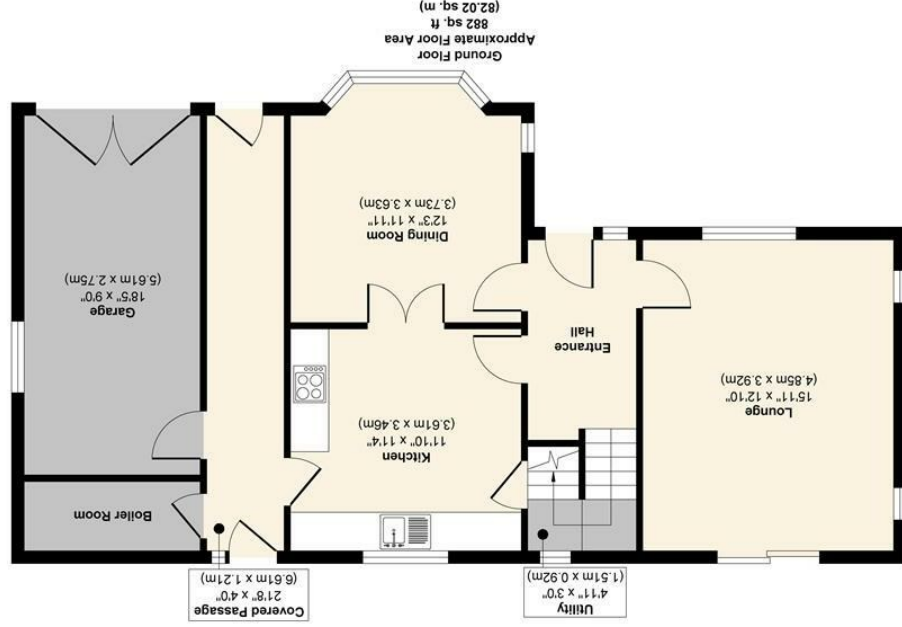 Utility
4'11" x 3'0"
(1.51m x 0.92m)
Covered Passage
21'8" x 4'0"
(6.61m x 1.21m)
Boiler Room
Lounge
15'11" x 12'10"
(4.85m x 3.92m)
Kitchen
11'10" x 11'4"
(3.61m x 3.46m)
Entrance
Hall
Garage
18'5" x 9'0"
(5.61m x 2.75m)
Dining Room
12'3" x 11'11"
(3.73m x 3.63m)
Ground Floor
Approximate Floor Area
882 sq. ft
(82.02 sq. m)